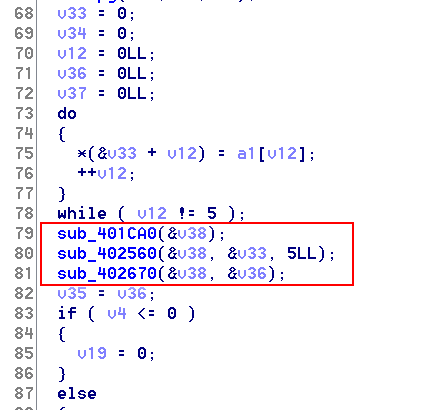 68 v33 = 0;
69 v34 = 0;
70 v12 = 0LL;
71 v36 = 0LL;
72 v37 = 0LL;
73 do
74 {
75 *(&v33 + v12) = a1[v12];
76 ++v12;
77 }
78 while ( v12 != 5 );
79 sub_401CA0(&v38);
80 sub_402560(&v38, &v33, 5LL);
81 sub_402670(&v38, &v36);
82 v35 = v36;
83 if ( v4 <= 0 )
84 {
85 v19 = 0;
86 }
87 else